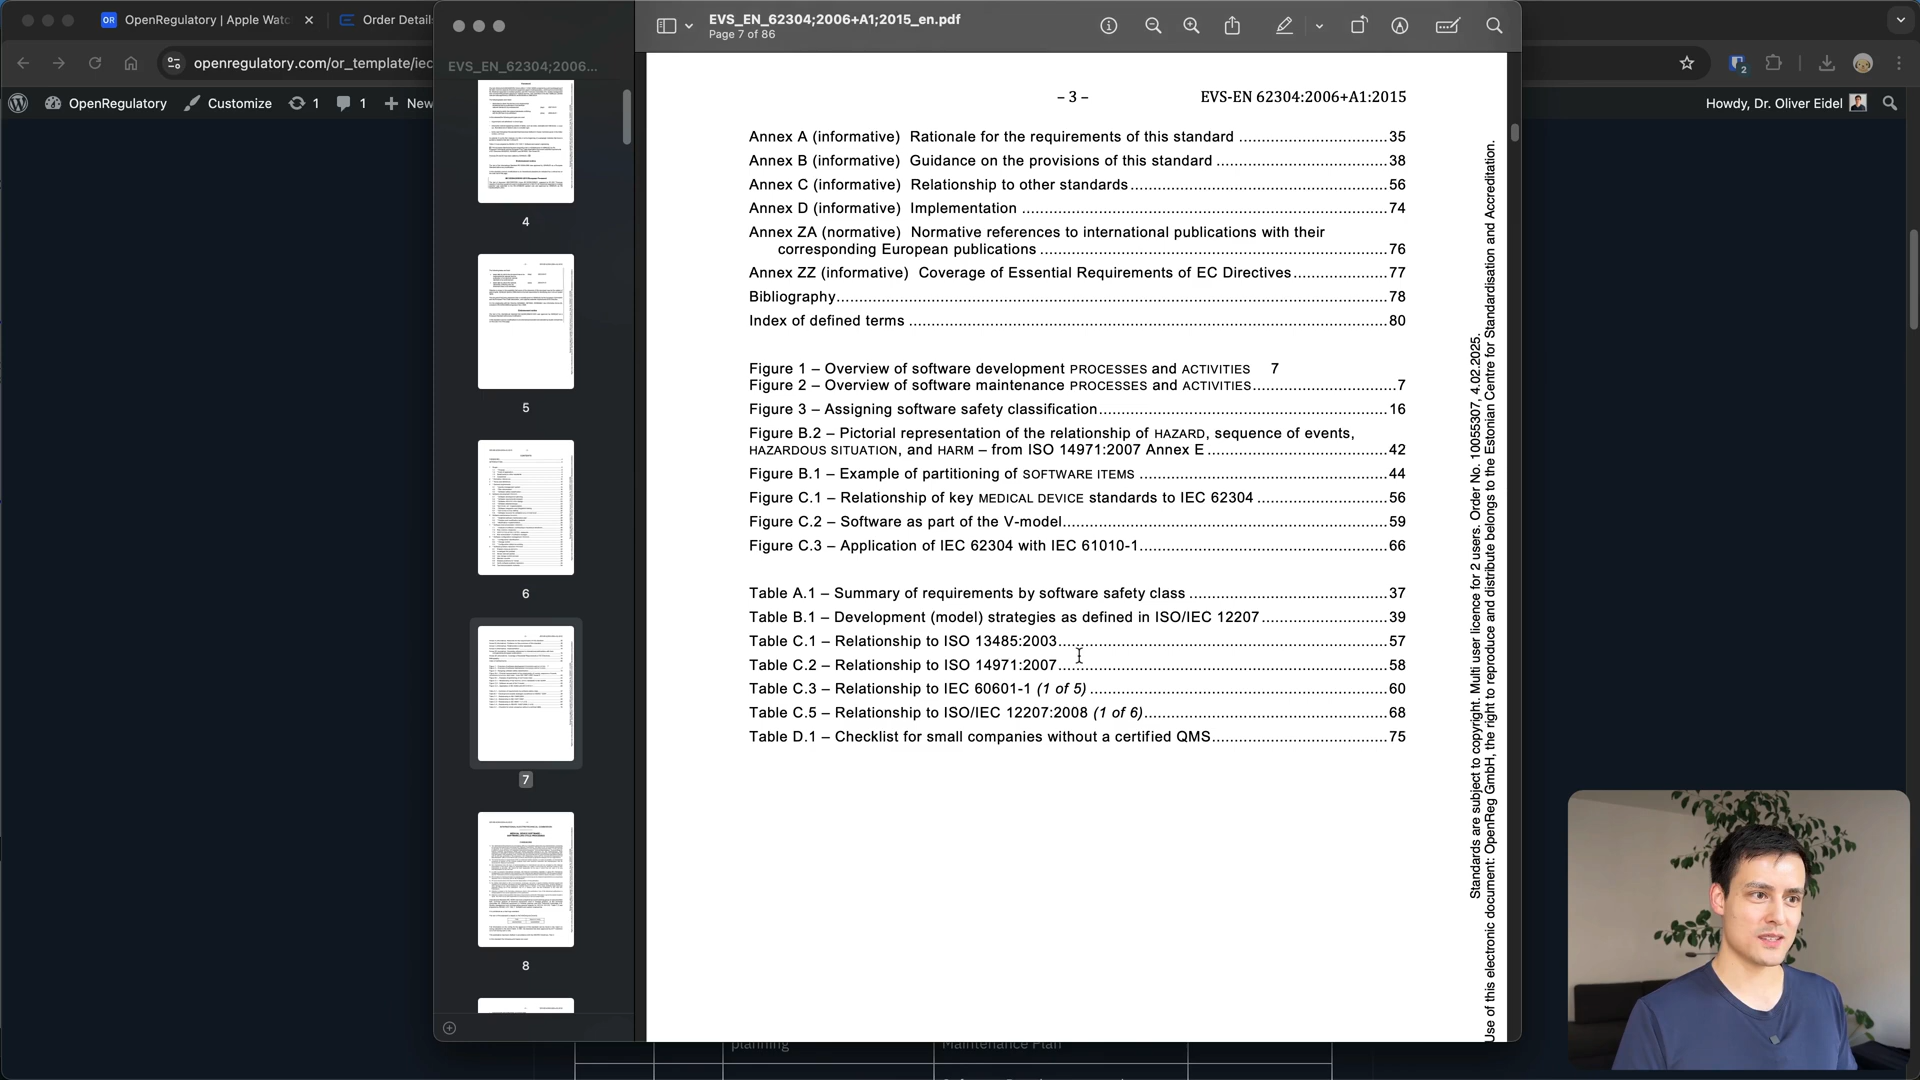 OpenRegulatory | Apple Wat
Order Detail
openregulatory.com/or_template/iec
OpenRegulatory
Customize
1
1
New
2
Howdy, Dr. Oliver Eidel
EVS_EN_62304;2006+A1;2015_en.pdf
Page 7 of 86
EVS_EN_62304;2006...
4
5
6
7
8
– 3 –
EVS-EN 62304:2006+A1:2015
Annex A (informative) Rationale for the requirements of this standard ................................ 35
Annex B (informative) Guidance on the provisions of this standard ................................ 38
Annex C (informative) Relationship to other standards ................................ 56
Annex D (informative) Implementation ................................ 74
Annex ZA (normative) Normative references to international publications with their
corresponding European publications ................................ 76
Annex ZZ (informative) Coverage of Essential Requirements of EC Directives ................ 77
Bibliography ................................ 78
Index of defined terms ................................ 80
Figure 1 – Overview of software development PROCESSES and ACTIVITIES 7
Figure 2 – Overview of software maintenance PROCESSES and ACTIVITIES ................ 7
Figure 3 – Assigning software safety classification ................................ 16
Figure B.2 – Pictorial representation of the relationship of HAZARD, sequence of events,
HAZARDOUS SITUATION, and HARM – from ISO 14971:2007 Annex E ................ 42
Figure B.1 – Example of partitioning of SOFTWARE ITEMS ................................ 44
Figure C.1 – Relationship of key MEDICAL DEVICE standards to IEC 62304 ................ 56
Figure C.2 – Software as part of the V-model ................................ 59
Figure C.3 – Application of IEC 62304 with IEC 61010-1 ................................ 66
Table A.1 – Summary of requirements by software safety class ................................ 37
Table B.1 – Development (model) strategies as defined in ISO/IEC 12207 ................ 39
Table C.1 – Relationship to ISO 13485:2003 ................................ 57
Table C.2 – Relationship to ISO 14971:2007 ................................ 58
Table C.3 – Relationship to IEC 60601-1 (1 of 5) ................................ 60
Table C.5 – Relationship to ISO/IEC 12207:2008 (1 of 6) ................................ 68
Table D.1 – Checklist for small companies without a certified QMS ................................ 75
Standards are subject to copyright. Multi user licence for 2 users. Order No. 10055307, 4.02.2025.
Use of this electronic document: OpenReg GmbH, the right to reproduce and distribute belongs to the Estonian Centre for Standardisation and Accreditation.
planning
Maintenance Plan